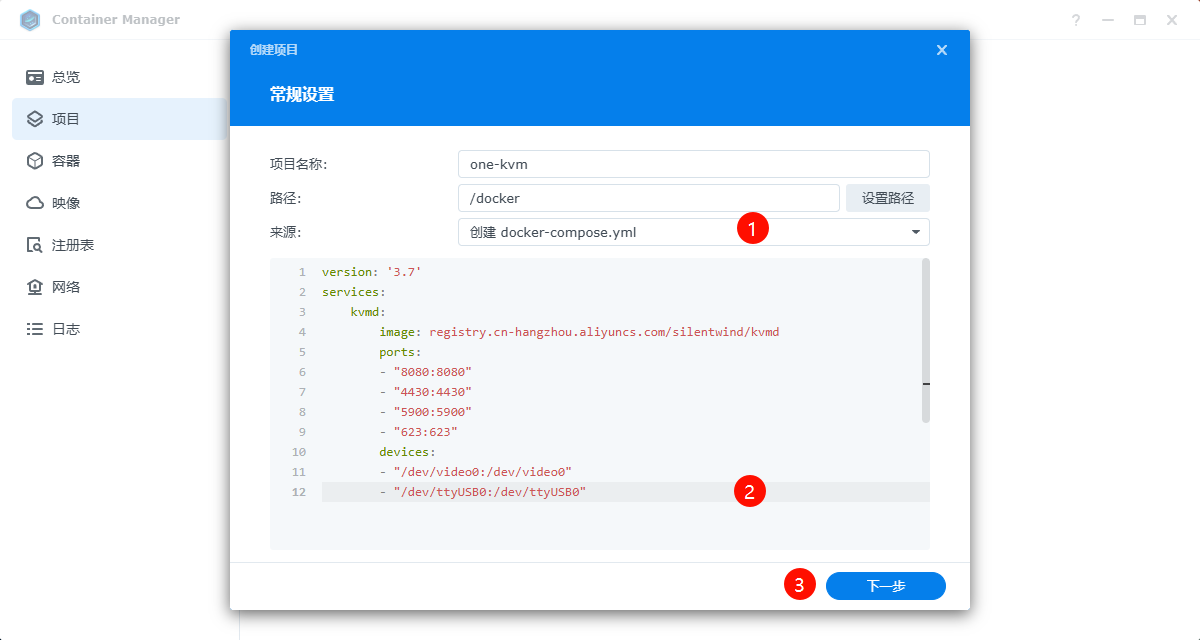 Container Manager
?
总览
项目
容器
映像
注册表
网络
日志
创建项目
常规设置
项目名称:
one-kvm
路径:
/docker
设置路径
来源:
创建 docker-compose.yml
1
1 version: '3.7'
2 services:
3     kvmd:
4         image: registry.cn-hangzhou.aliyuncs.com/silentwind/kvmd
5         ports:
6         - "8080:8080"
7         - "4430:4430"
8         - "5900:5900"
9         - "623:623"
10         devices:
11         - "/dev/video0:/dev/video0"
12         - "/dev/ttyUSB0:/dev/ttyUSB0"
2
3
下一步